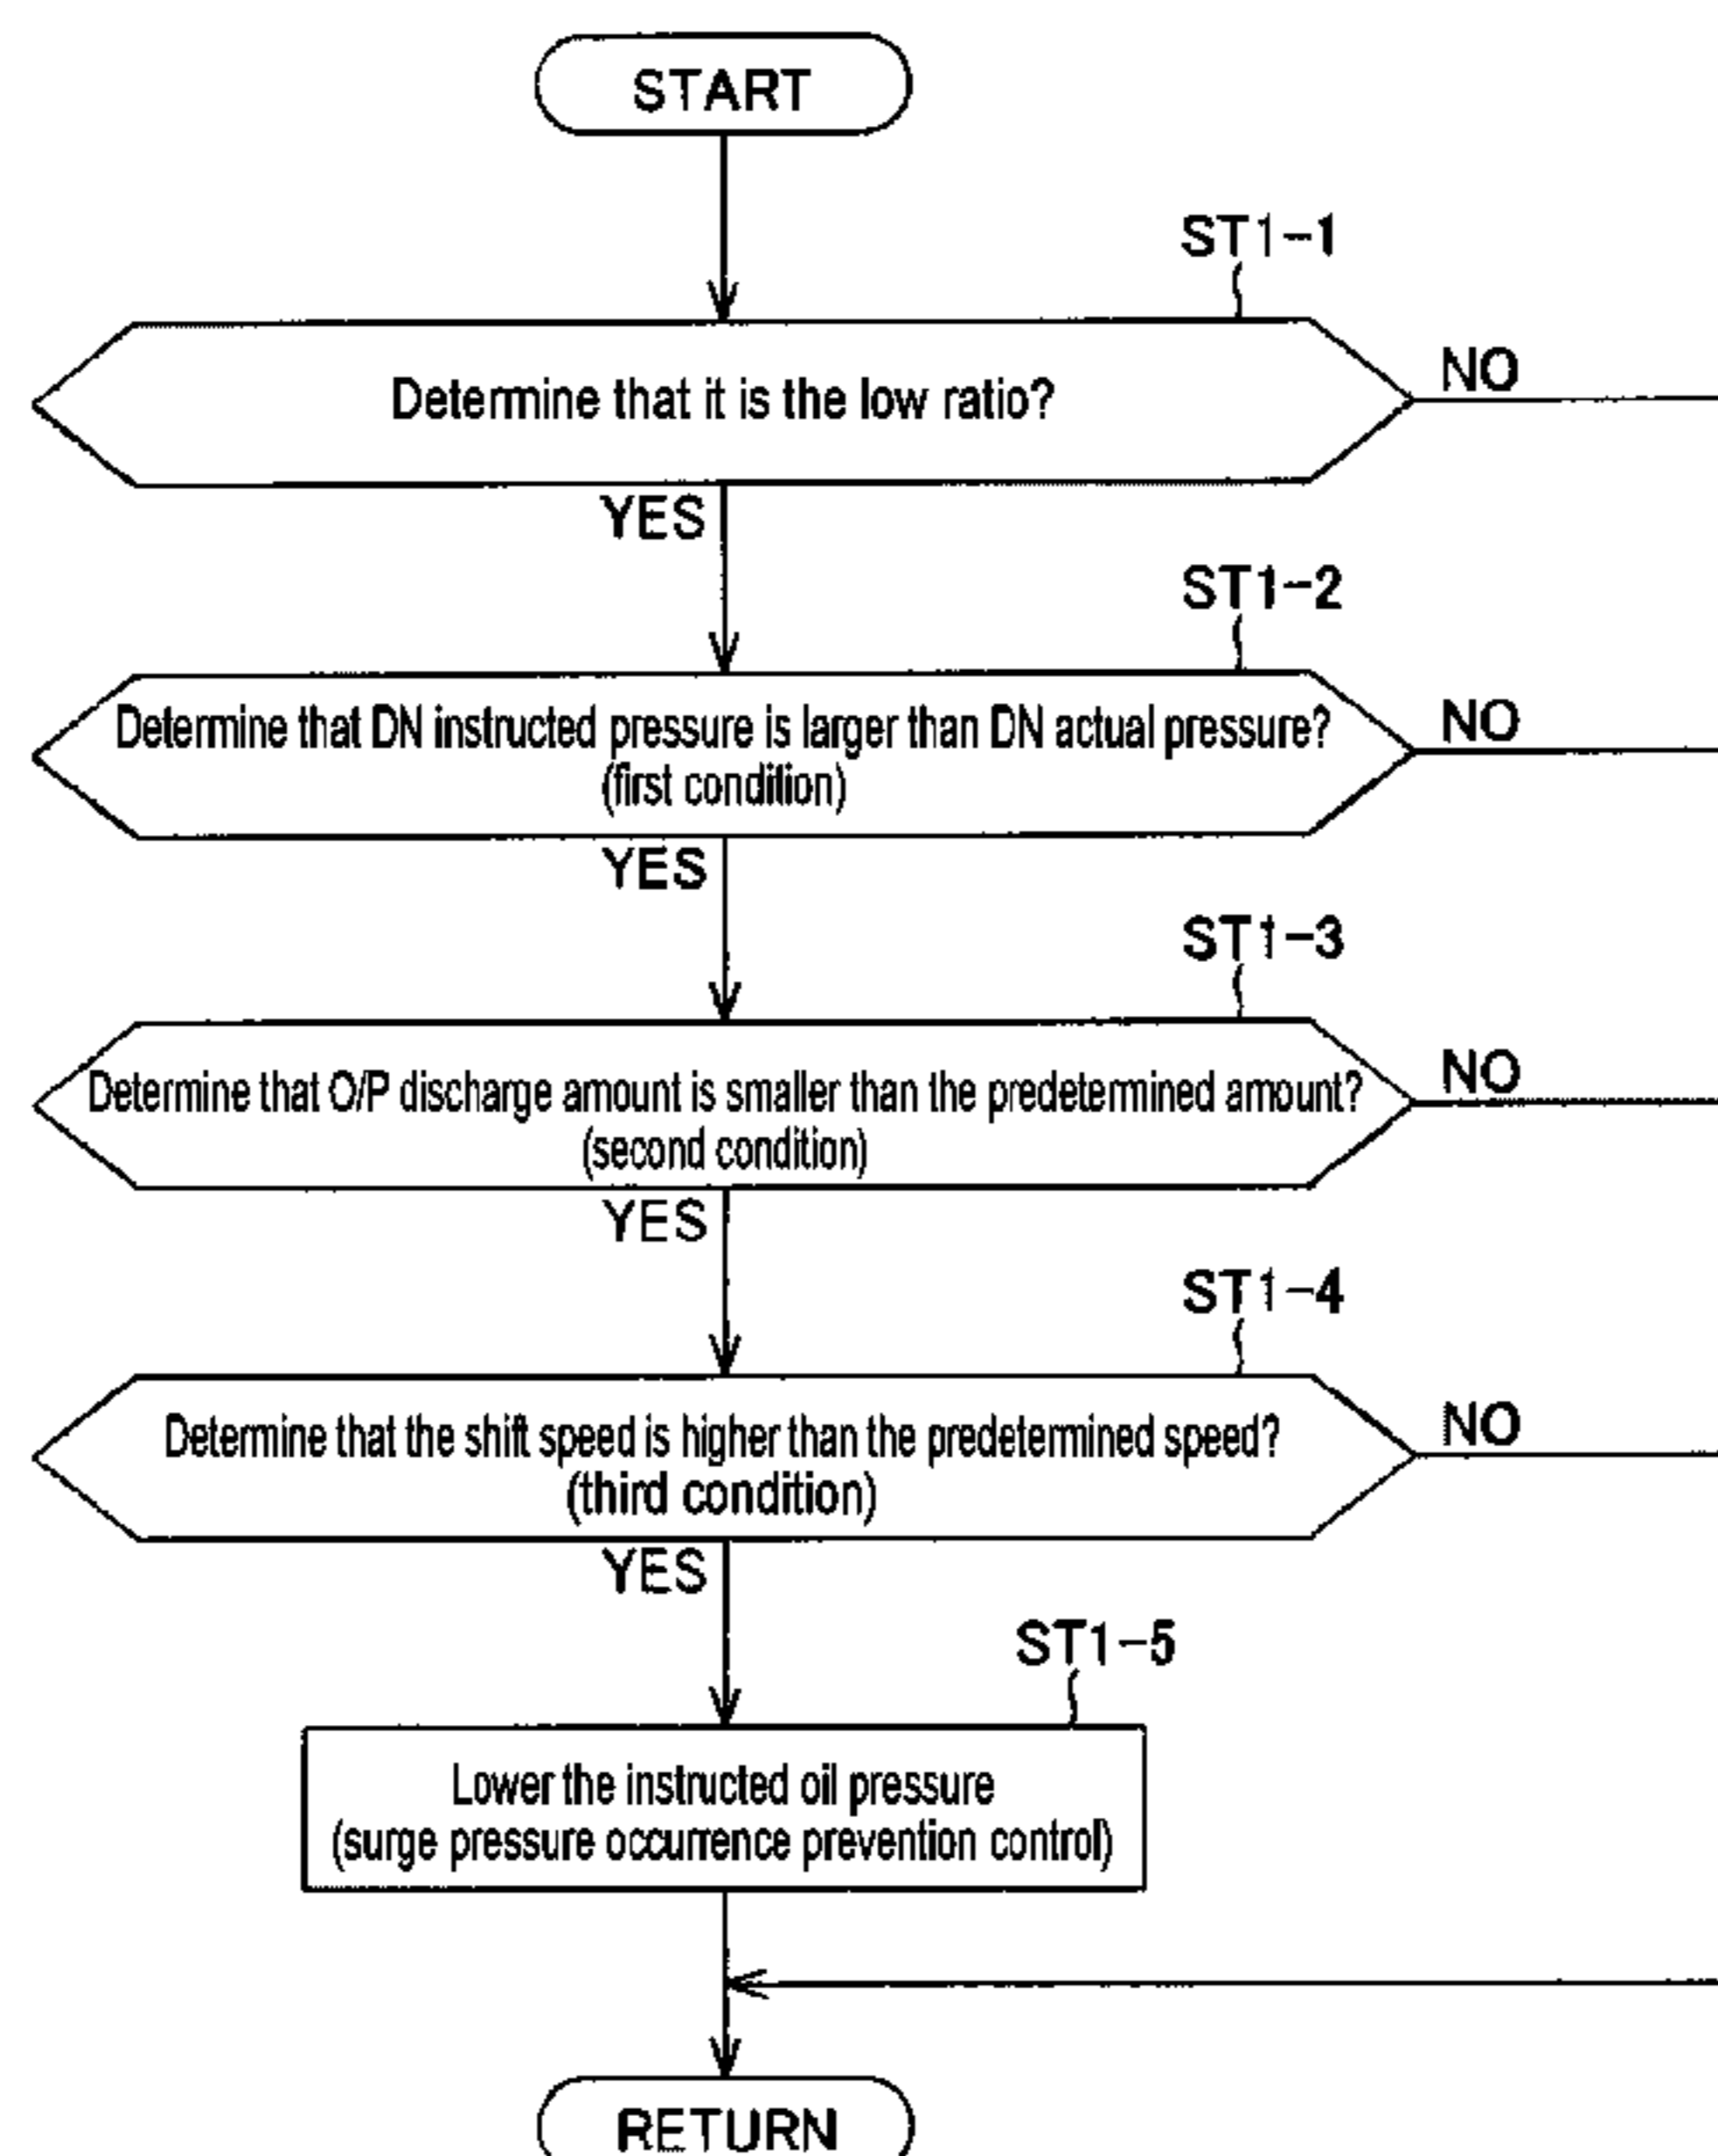 START
ST1-1
Determine that it is the low ratio?
NO
YES
ST1-2
Determine that DN instructed pressure is larger than DN actual pressure?
(first condition)
NO
YES
ST1-3
Determine that O/P discharge amount is smaller than the predetermined amount?
(second condition)
NO
YES
ST1-4
Determine that the shift speed is higher than the predetermined speed?
(third condition)
NO
YES
ST1-5
Lower the instructed oil pressure
(surge pressure occurrence prevention control)
RETURN